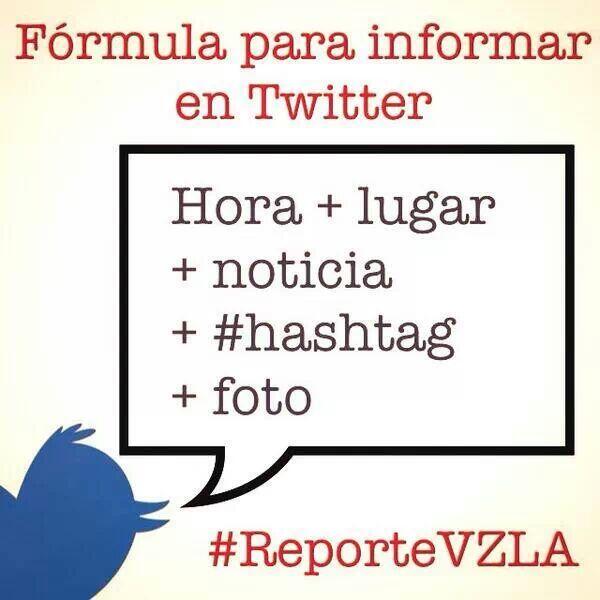 Fórmula para informar
en Twitter
Hora + lugar
+ noticia
+ #hashtag
+ foto
#ReporteVZLA